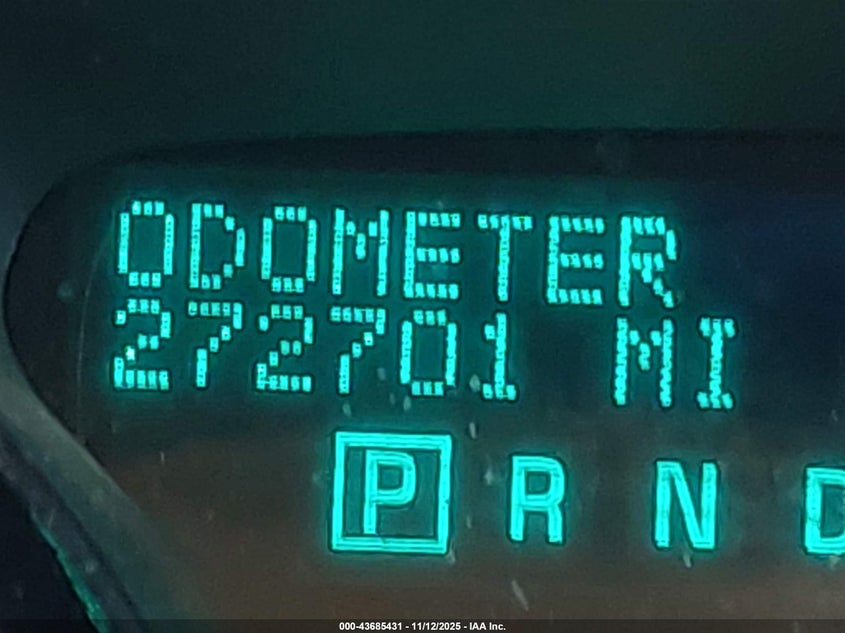 ODOMETER
272701 MI
P R N D
000-43685431 - 11/12/2025 - IAA Inc.